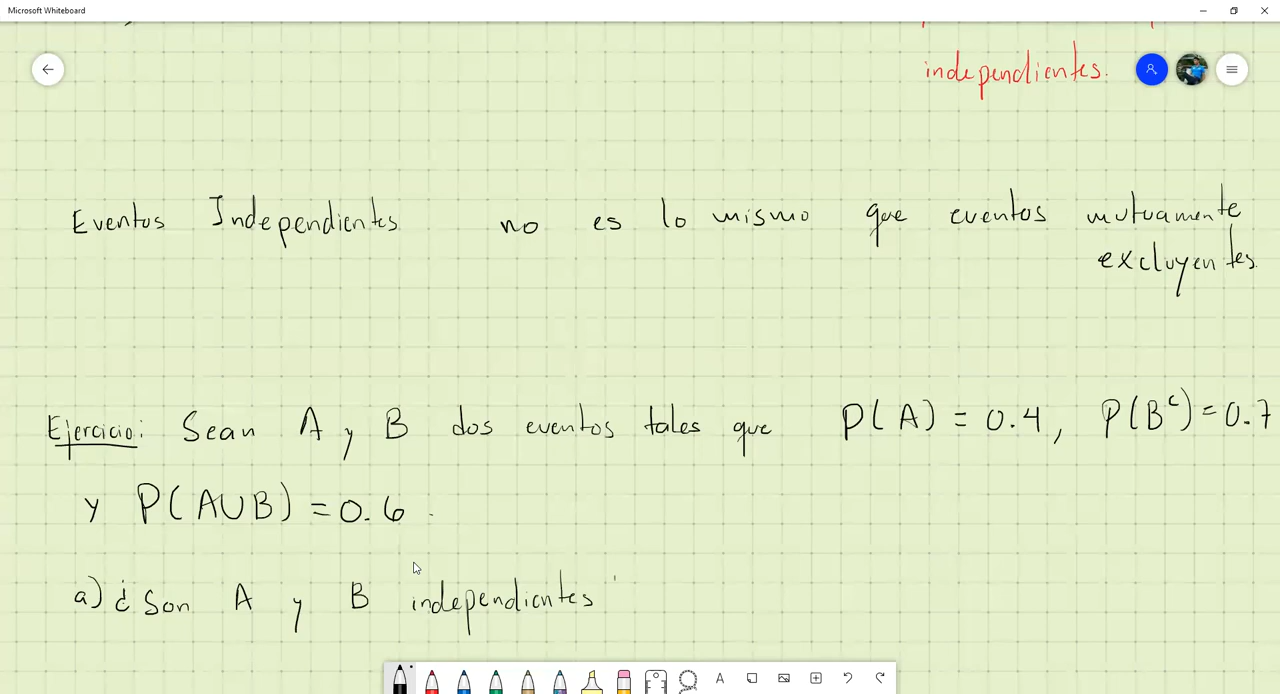 Microsoft Whiteboard
independientes.
Eventos Independientes no es lo mismo que eventos mutuamente
excluyentes.
Ejercicio: Sean A y B dos eventos tales que P(A) = 0.4, P(Bᶜ) = 0.7
y P(A∪B) = 0.6.
a) ¿Son A y B independientes
A